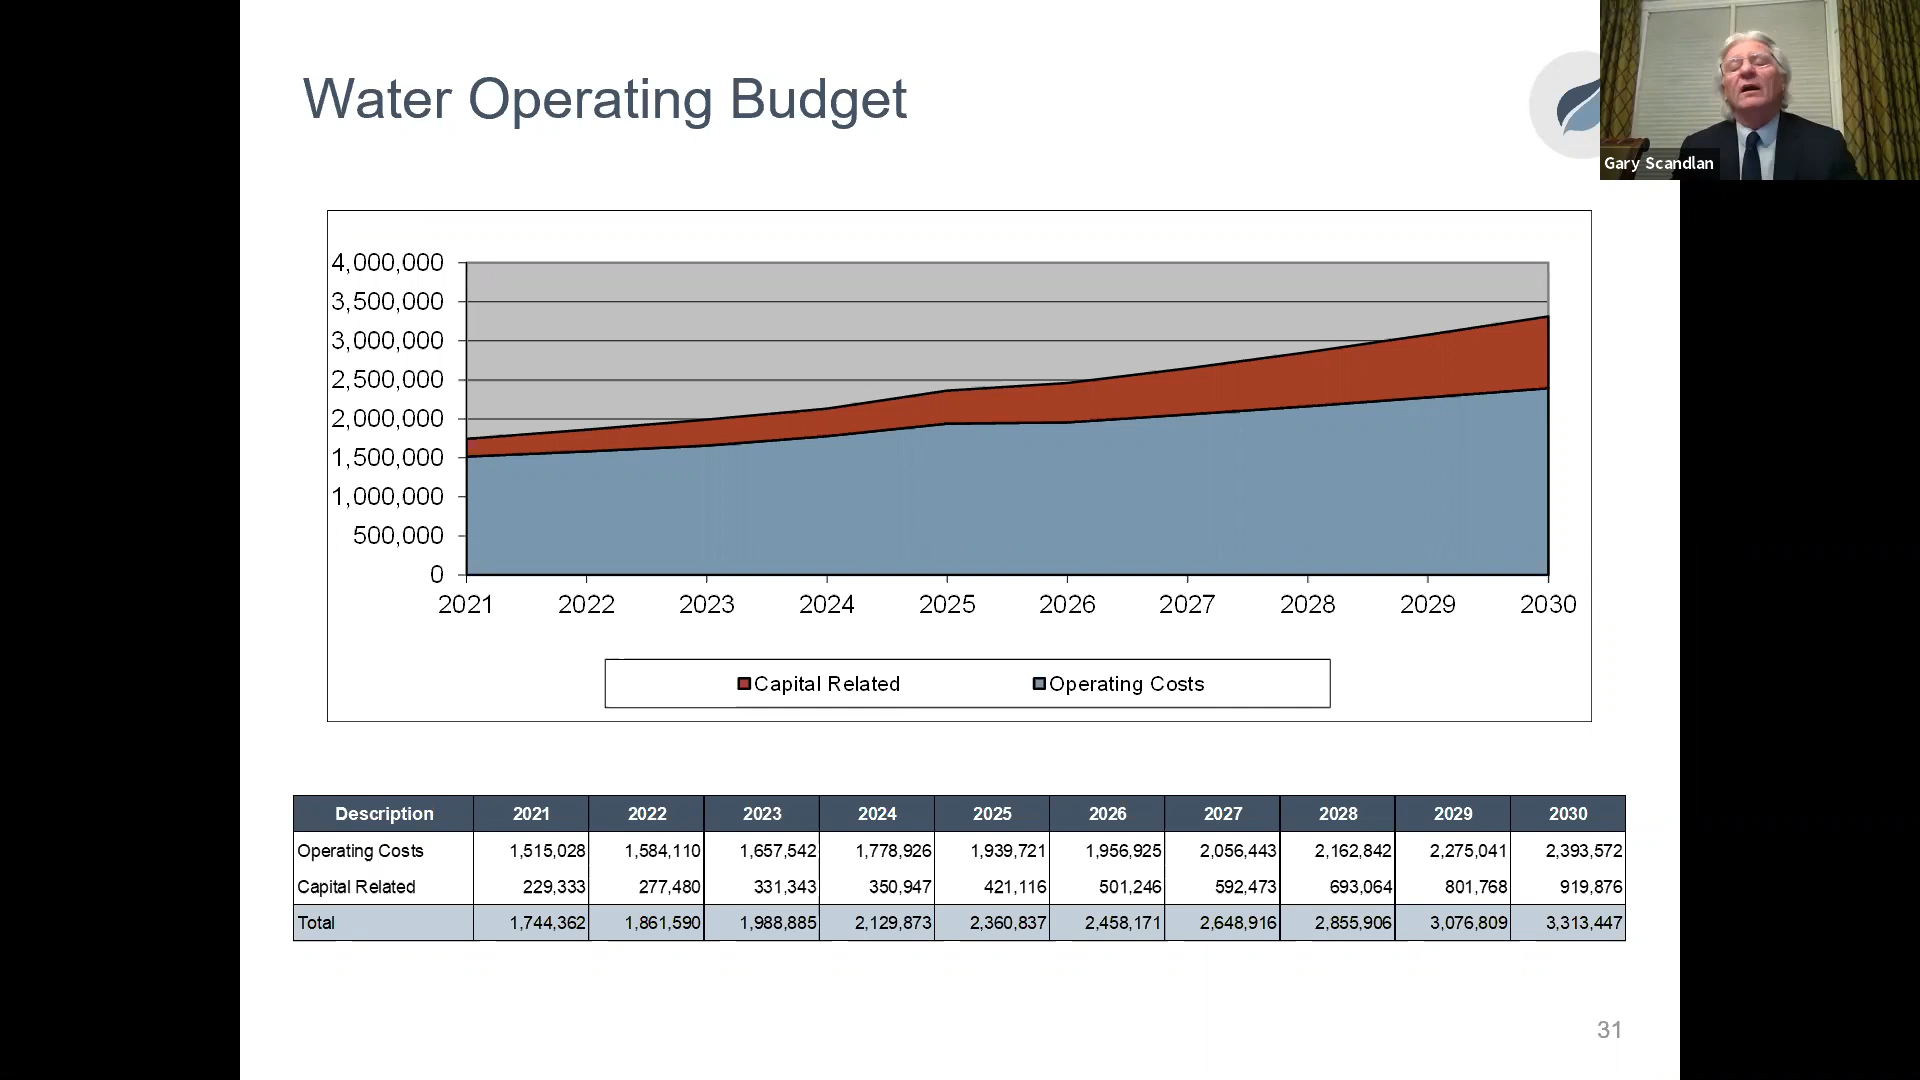 Water Operating Budget
Gary Scandlan
4,000,000
3,500,000
3,000,000
2,500,000
2,000,000
1,500,000
1,000,000
500,000
0
2021 2022 2023 2024 2025 2026 2027 2028 2029 2030
Capital Related Operating Costs
Description 2021 2022 2023 2024 2025 2026 2027 2028 2029 2030
Operating Costs 1,515,028 1,584,110 1,657,542 1,778,926 1,939,721 1,956,925 2,056,443 2,162,842 2,275,041 2,393,572
Capital Related 229,333 277,480 331,343 350,947 421,116 501,246 592,473 693,064 801,768 919,876
Total 1,744,362 1,861,590 1,988,885 2,129,873 2,360,837 2,458,171 2,648,916 2,855,906 3,076,809 3,313,447
31